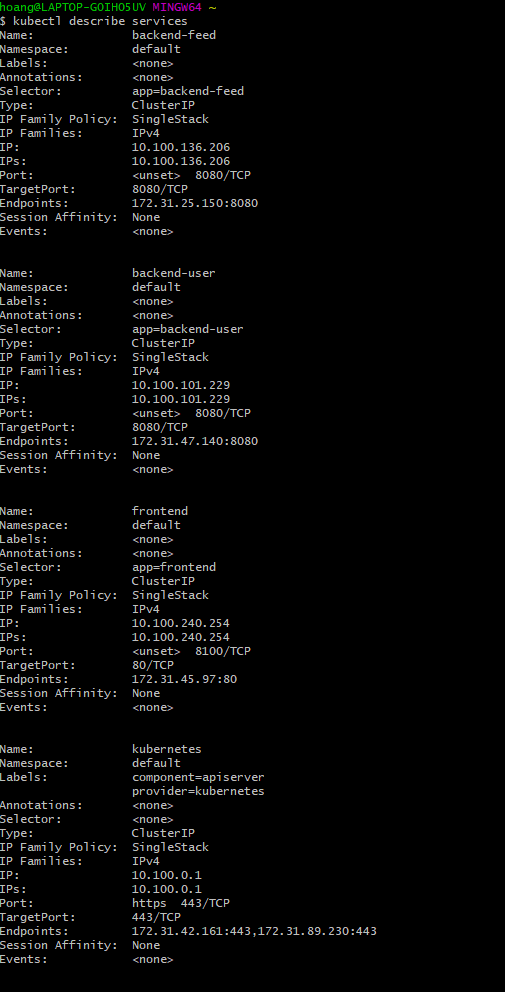 hoang@LAPTOP-GOIHO5UV MINGW64 ~
$ kubectl describe services
Name:              backend-feed
Namespace:         default
Labels:            <none>
Annotations:       <none>
Selector:          app=backend-feed
Type:              ClusterIP
IP Family Policy:  SingleStack
IP Families:       IPv4
IP:                10.100.136.206
IPs:               10.100.136.206
Port:              <unset>  8080/TCP
TargetPort:        8080/TCP
Endpoints:         172.31.25.150:8080
Session Affinity:  None
Events:            <none>
Name:              backend-user
Namespace:         default
Labels:            <none>
Annotations:       <none>
Selector:          app=backend-user
Type:              ClusterIP
IP Family Policy:  SingleStack
IP Families:       IPv4
IP:                10.100.101.229
IPs:               10.100.101.229
Port:              <unset>  8080/TCP
TargetPort:        8080/TCP
Endpoints:         172.31.47.140:8080
Session Affinity:  None
Events:            <none>
Name:              frontend
Namespace:         default
Labels:            <none>
Annotations:       <none>
Selector:          app=frontend
Type:              ClusterIP
IP Family Policy:  SingleStack
IP Families:       IPv4
IP:                10.100.240.254
IPs:               10.100.240.254
Port:              <unset>  8100/TCP
TargetPort:        80/TCP
Endpoints:         172.31.45.97:80
Session Affinity:  None
Events:            <none>
Name:              kubernetes
Namespace:         default
Labels:            component=apiserver
                   provider=kubernetes
Annotations:       <none>
Selector:          <none>
Type:              ClusterIP
IP Family Policy:  SingleStack
IP Families:       IPv4
IP:                10.100.0.1
IPs:               10.100.0.1
Port:              https  443/TCP
TargetPort:        443/TCP
Endpoints:         172.31.42.161:443,172.31.89.230:443
Session Affinity:  None
Events:            <none>